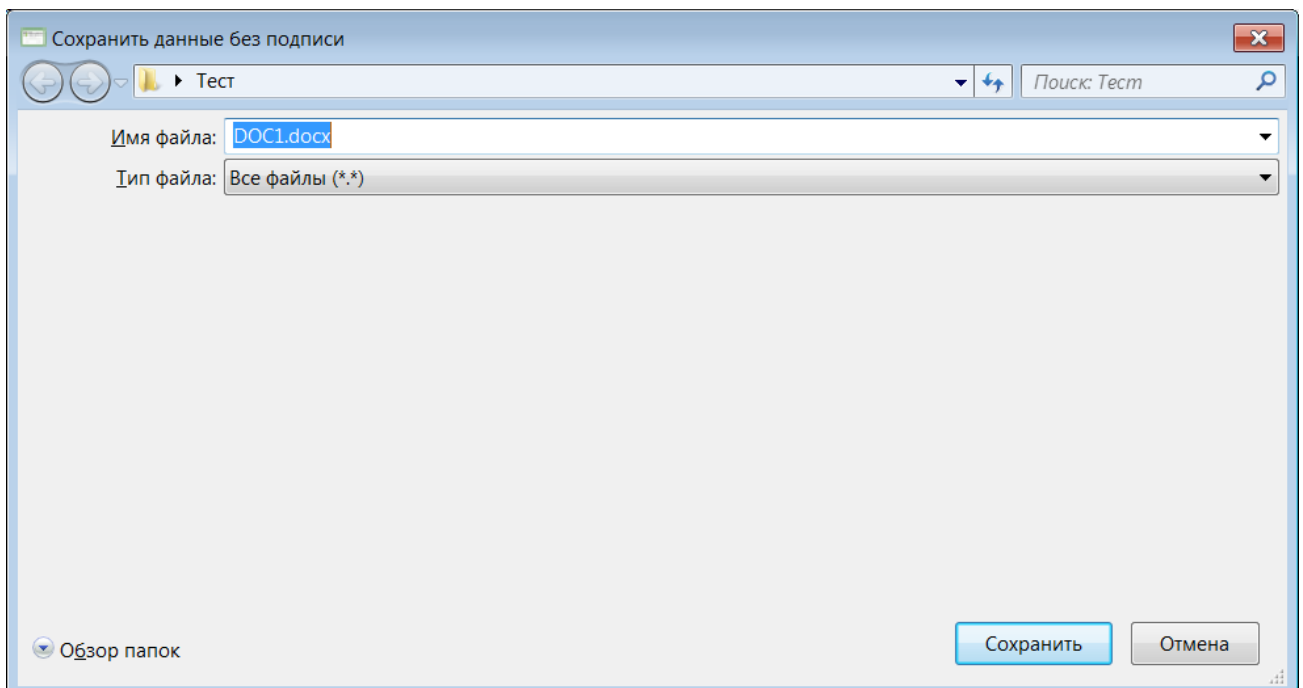 Сохранить данные без подписи
Тест
Поиск: Тест
Имя файла: DOC1.docx
Тип файла: Все файлы (*.*)
Обзор папок
Сохранить
Отмена